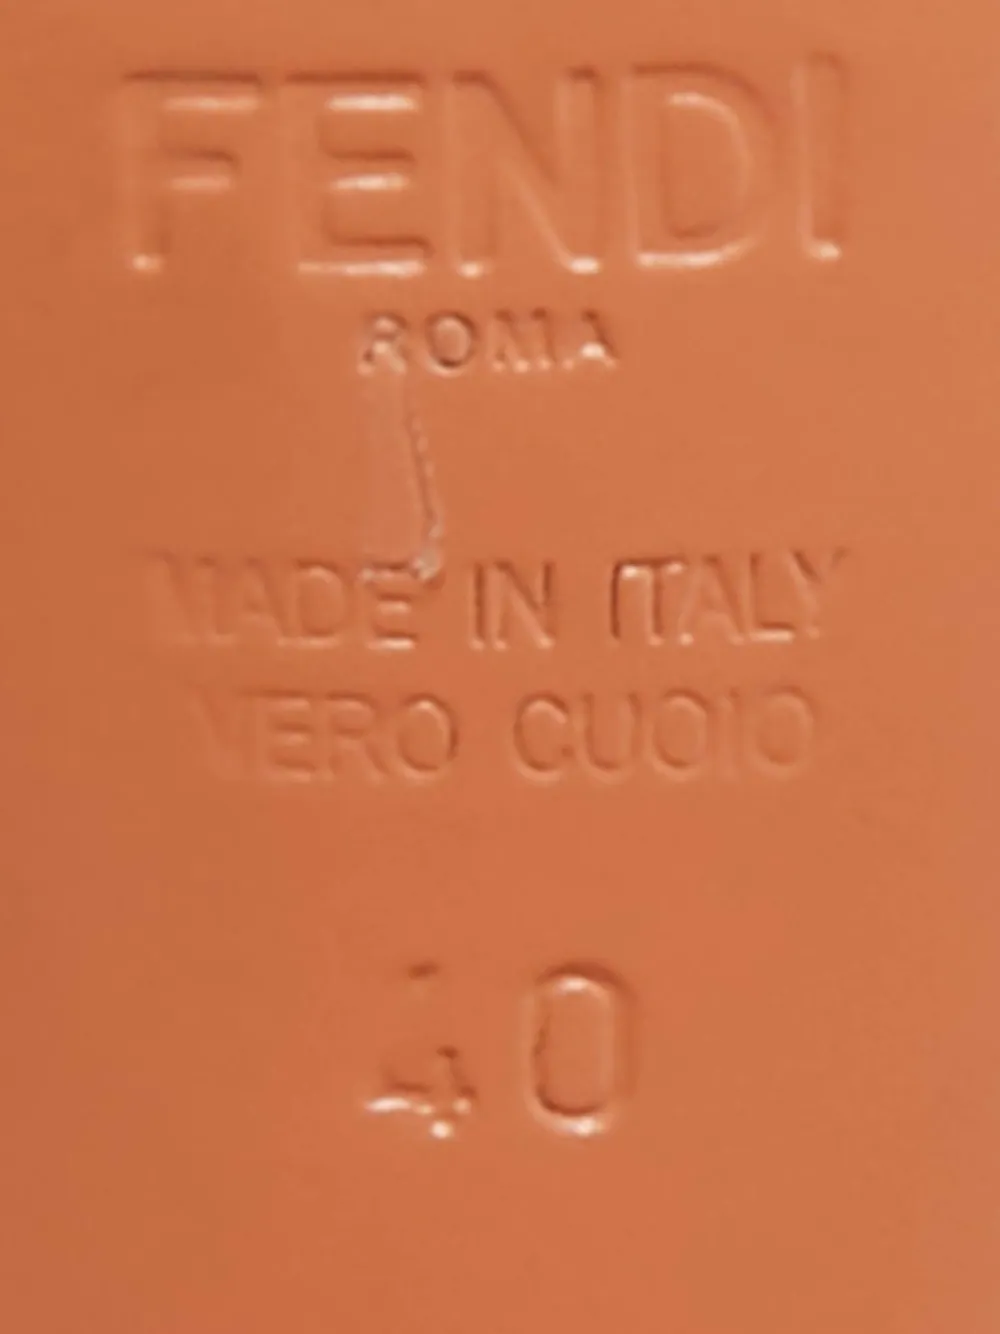 FENDI
ROMA
MADE IN ITALY
VERO CUOIO
40